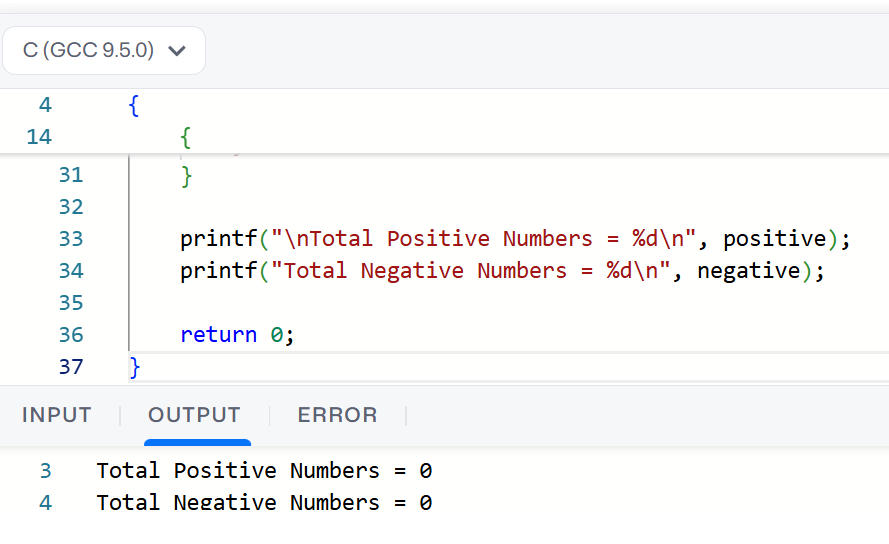 C (GCC 9.5.0)
4 {
14 {
31 }
32
33 printf("\nTotal Positive Numbers = %d\n", positive);
34 printf("Total Negative Numbers = %d\n", negative);
35
36 return 0;
37 }
INPUT OUTPUT ERROR
3 Total Positive Numbers = 0
4 Total Negative Numbers = 0